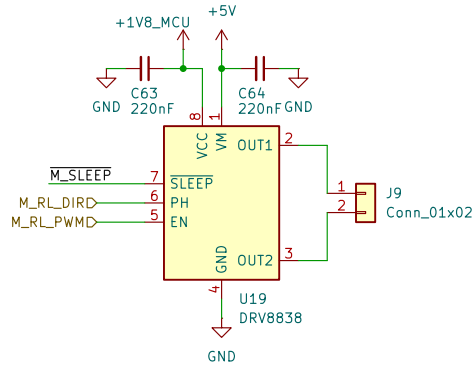 +5V
+1V8_MCU
C63
220nF
GND
C64
220nF
GND
8
1
VCC
VM
OUT1
2
M_SLEEP
7
SLEEP
M_RL_DIR
6
PH
M_RL_PWM
5
EN
1
2
J9
Conn_01x02
GND
OUT2
3
4
U19
DRV8838
GND